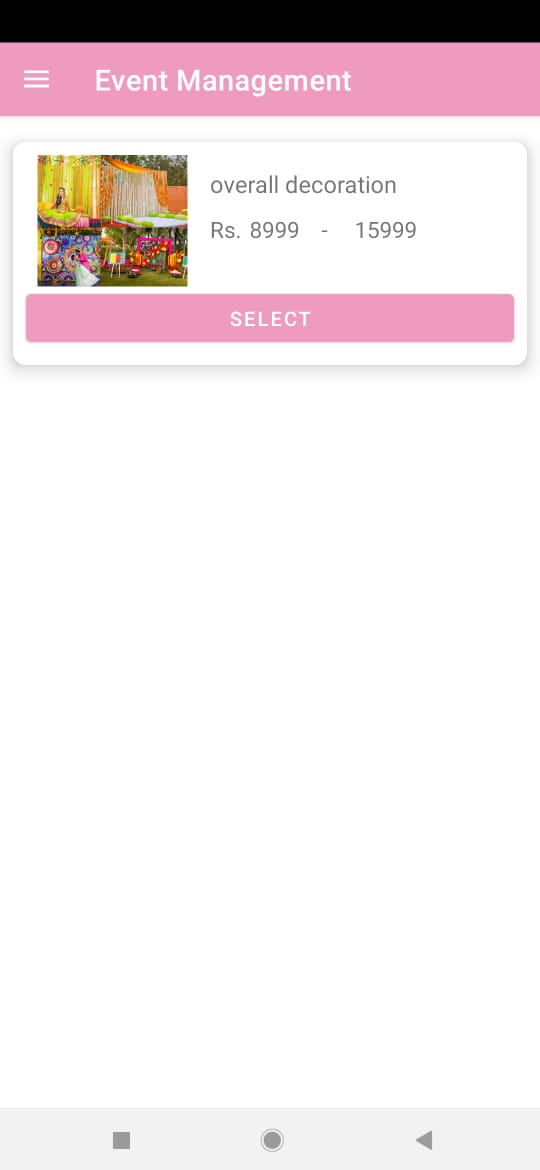 Event Management
overall decoration
Rs. 8999 - 15999
SELECT